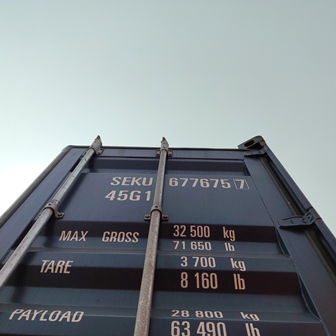 SEKU 677675 7
45G1
MAX GROSS 32 500 kg
71 650 lb
TARE 3 700 kg
8 160 lb
PAYLOAD 28 800 kg
63 490 lb